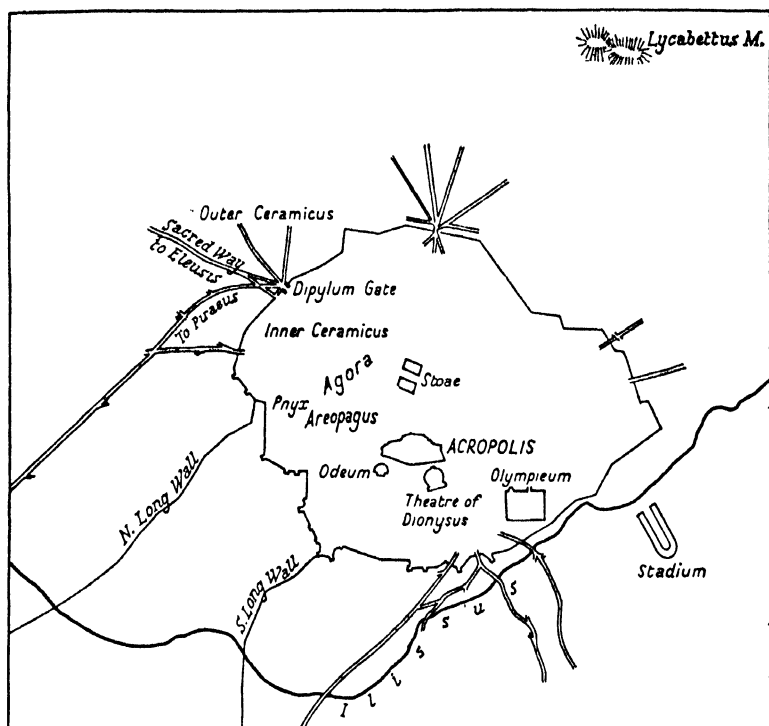 Lycabettus M.
Outer Ceramicus
Sacred Way
to Eleusis
Dipylum Gate
To Piraeus
Inner Ceramicus
Agora
Stoae
Pnyx
Areopagus
ACROPOLIS
Odeum
Olympieum
Theatre of
Dionysus
N. Long Wall
S. Long Wall
Stadium
Ilissus